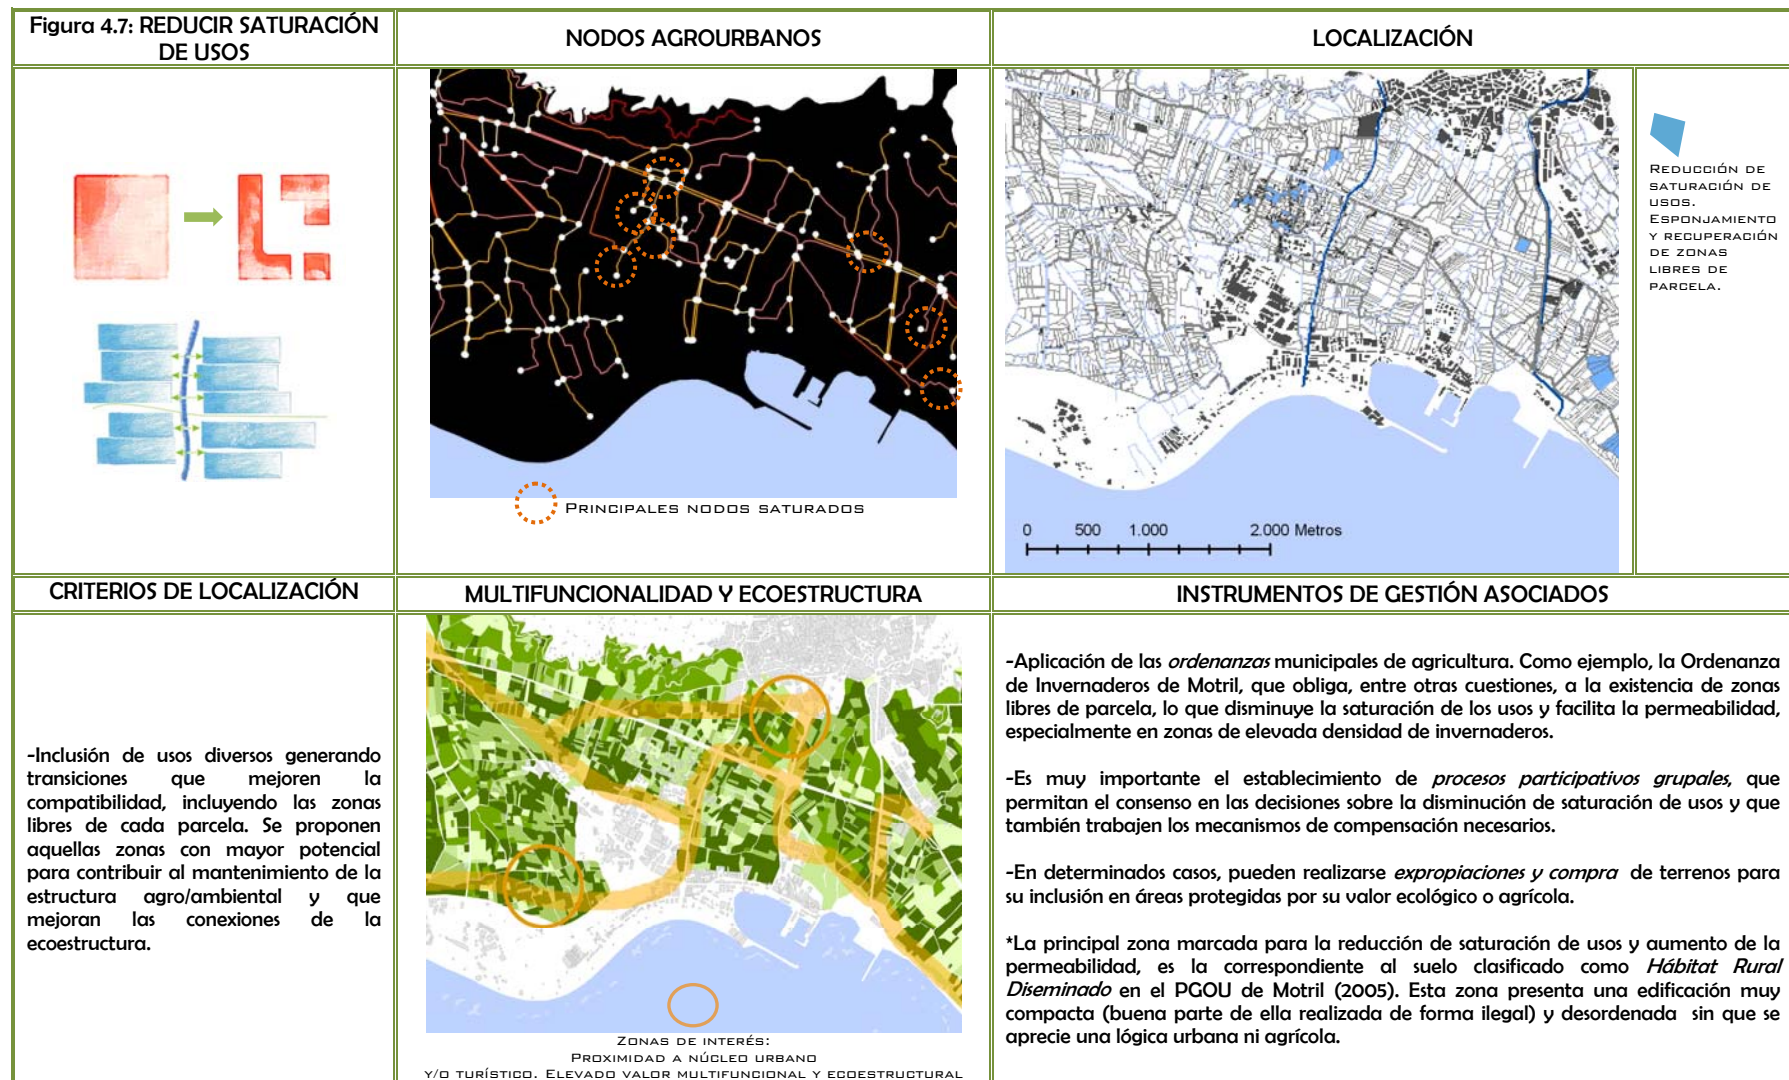 Figura 4.7: REDUCIR SATURACIÓN
DE USOS
NODOS AGROURBANOS
LOCALIZACIÓN
PRINCIPALES NODOS SATURADOS
0 500 1.000 2.000 Metros
REDUCCIÓN DE
SATURACIÓN DE
USOS.
ESPONJAMIENTO
Y RECUPERACIÓN
DE ZONAS
LIBRES DE
PARCELA.
CRITERIOS DE LOCALIZACIÓN
MULTIFUNCIONALIDAD Y ECOESTRUCTURA
INSTRUMENTOS DE GESTIÓN ASOCIADOS
-Inclusión de usos diversos generando
transiciones que mejoren la
compatibilidad, incluyendo las zonas
libres de cada parcela. Se proponen
aquellas zonas con mayor potencial
para contribuir al mantenimiento de la
estructura agro/ambiental y que
mejoran las conexiones de la
ecoestructura.
ZONAS DE INTERÉS:
PROXIMIDAD A NÚCLEO URBANO
Y/O TURÍSTICO. ELEVADO VALOR MULTIFUNCIONAL Y ECOESTRUCTURAL
-Aplicación de las ordenanzas municipales de agricultura. Como ejemplo, la Ordenanza
de Invernaderos de Motril, que obliga, entre otras cuestiones, a la existencia de zonas
libres de parcela, lo que disminuye la saturación de los usos y facilita la permeabilidad,
especialmente en zonas de elevada densidad de invernaderos.
-Es muy importante el establecimiento de procesos participativos grupales, que
permitan el consenso en las decisiones sobre la disminución de saturación de usos y que
también trabajen los mecanismos de compensación necesarios.
-En determinados casos, pueden realizarse expropiaciones y compra de terrenos para
su inclusión en áreas protegidas por su valor ecológico o agrícola.
*La principal zona marcada para la reducción de saturación de usos y aumento de la
permeabilidad, es la correspondiente al suelo clasificado como Hábitat Rural
Diseminado en el PGOU de Motril (2005). Esta zona presenta una edificación muy
compacta (buena parte de ella realizada de forma ilegal) y desordenada sin que se
aprecie una lógica urbana ni agrícola.